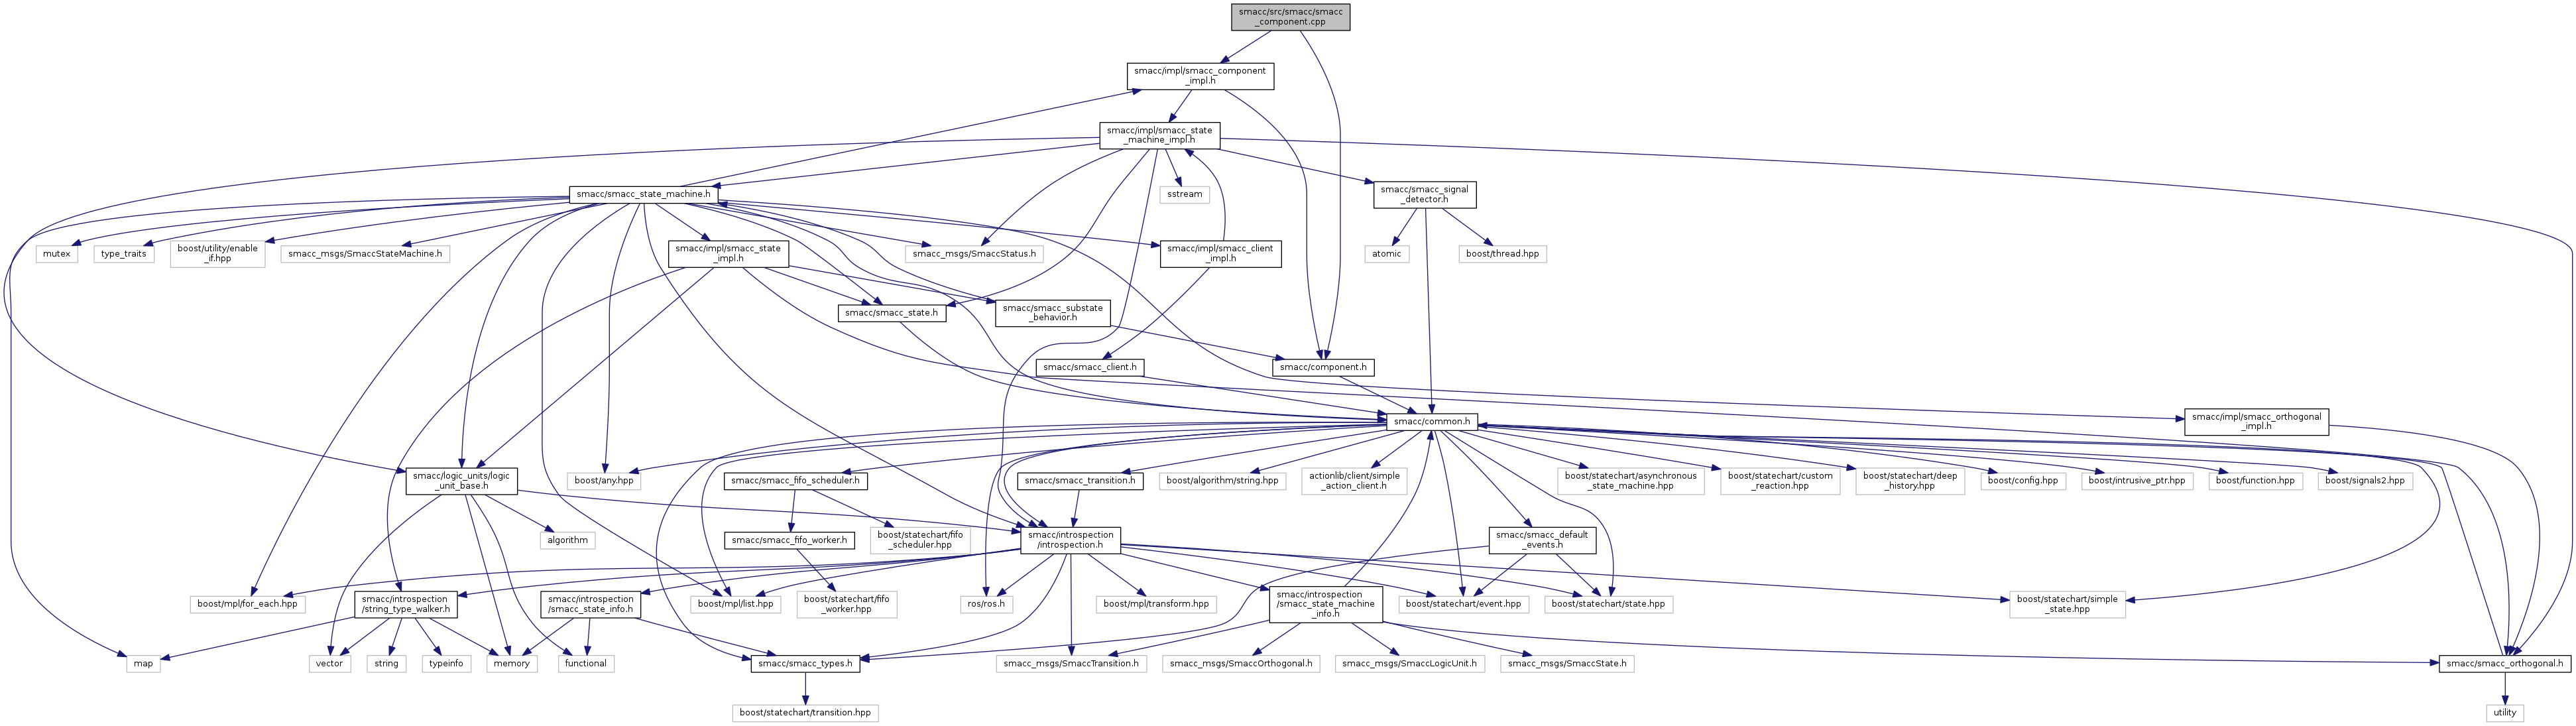 smacc/src/smacc/smacc
_component.cpp
smacc/impl/smacc_component
_impl.h
smacc/impl/smacc_state
_machine_impl.h
smacc/smacc_state_machine.h
sstream
smacc/smacc_signal
_detector.h
mutex
type_traits
boost/utility/enable
_if.hpp
smacc_msgs/SmaccStateMachine.h
smacc/impl/smacc_state
_impl.h
smacc_msgs/SmaccStatus.h
smacc/impl/smacc_client
_impl.h
atomic
boost/thread.hpp
smacc/smacc_state.h
smacc/smacc_substate
_behavior.h
smacc/smacc_client.h
smacc/component.h
smacc/common.h
smacc/impl/smacc_orthogonal
_impl.h
smacc/logic_units/logic
_unit_base.h
boost/any.hpp
smacc/smacc_fifo_scheduler.h
smacc/smacc_transition.h
boost/algorithm/string.hpp
actionlib/client/simple
_action_client.h
boost/statechart/asynchronous
_state_machine.hpp
boost/statechart/custom
_reaction.hpp
boost/statechart/deep
_history.hpp
boost/config.hpp
boost/intrusive_ptr.hpp
boost/function.hpp
boost/signals2.hpp
algorithm
smacc/smacc_fifo_worker.h
boost/statechart/fifo
_scheduler.hpp
smacc/introspection
/introspection.h
smacc/smacc_default
_events.h
boost/mpl/for_each.hpp
smacc/introspection
/string_type_walker.h
smacc/introspection
/smacc_state_info.h
boost/mpl/list.hpp
boost/statechart/fifo
_worker.hpp
ros/ros.h
boost/mpl/transform.hpp
smacc/introspection
/smacc_state_machine
_info.h
boost/statechart/event.hpp
boost/statechart/state.hpp
boost/statechart/simple
_state.hpp
map
vector
string
typeinfo
memory
functional
smacc/smacc_types.h
smacc_msgs/SmaccTransition.h
smacc_msgs/SmaccOrthogonal.h
smacc_msgs/SmaccLogicUnit.h
smacc_msgs/SmaccState.h
smacc/smacc_orthogonal.h
boost/statechart/transition.hpp
utility